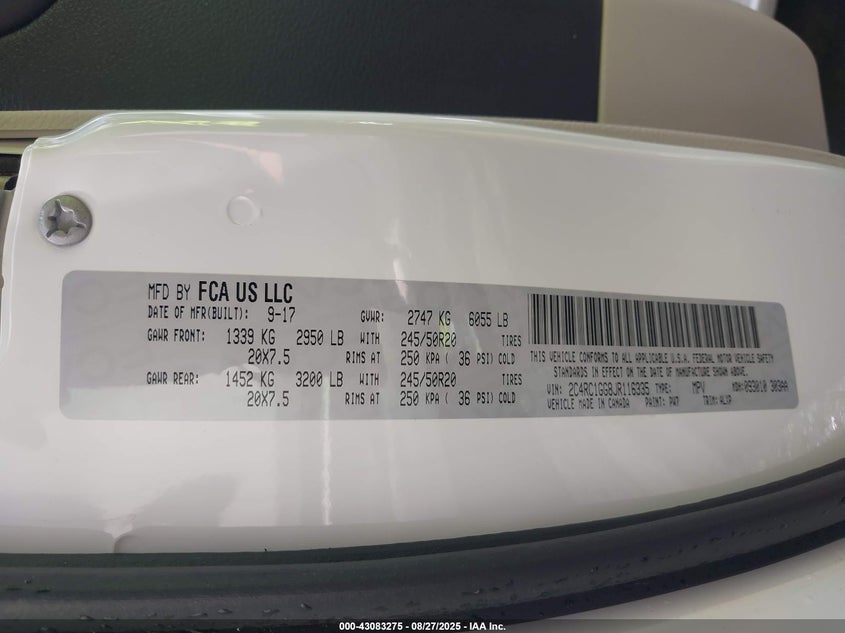 MFD BY FCA US LLC
DATE OF MFR(BUILT): 9-17 GVWR: 2747 KG 6055 LB
GAWR FRONT: 1339 KG 2950 LB WITH 245/50R20 TIRES
20X7.5 RIMS AT 250 KPA ( 36 PSI) COLD
GAWR REAR: 1452 KG 3200 LB WITH 245/50R20 TIRES
20X7.5 RIMS AT 250 KPA ( 36 PSI) COLD
THIS VEHICLE CONFORMS TO ALL APPLICABLE U.S.A. FEDERAL MOTOR VEHICLE SAFETY
STANDARDS IN EFFECT ON THE DATE OF MANUFACTURE SHOWN ABOVE.
VIN: 2C4RC1GG8JR116335 TYPE: MPV MDH: 093010
VEHICLE MADE IN CANADA PAINT: PW7 TRIM: ALXP
000-43083275 - 08/27/2025 - IAA Inc.